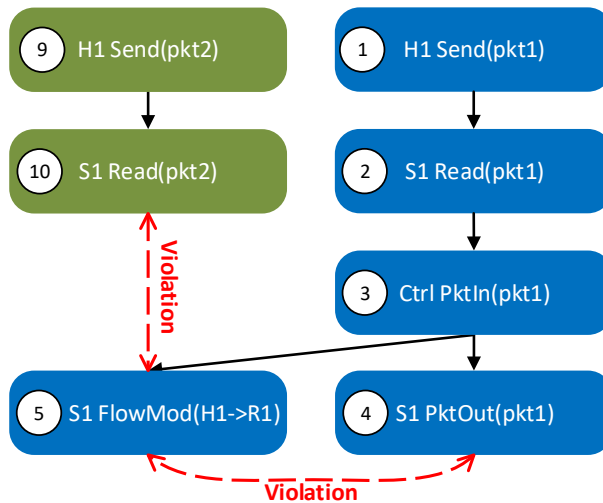 9 H1 Send(pkt2)
1 H1 Send(pkt1)
10 S1 Read(pkt2)
2 S1 Read(pkt1)
Violation
3 Ctrl PktIn(pkt1)
5 S1 FlowMod(H1->R1)
4 S1 PktOut(pkt1)
Violation